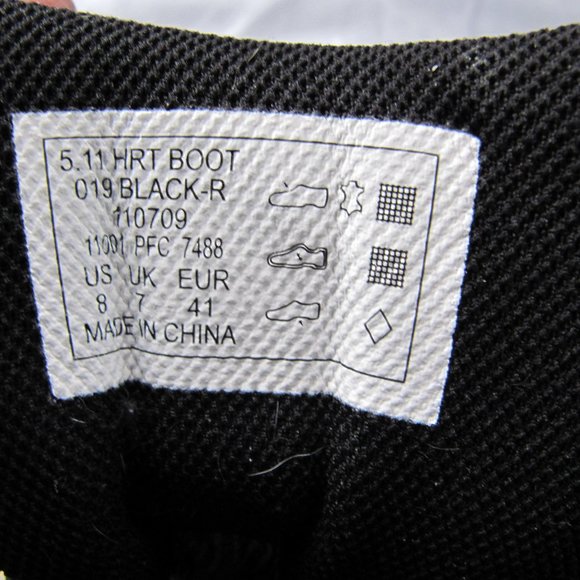 5.11 HRT BOOT
019 BLACK-R
110709
11001 PFC 7488
US UK EUR
8 7 41
MADE IN CHINA